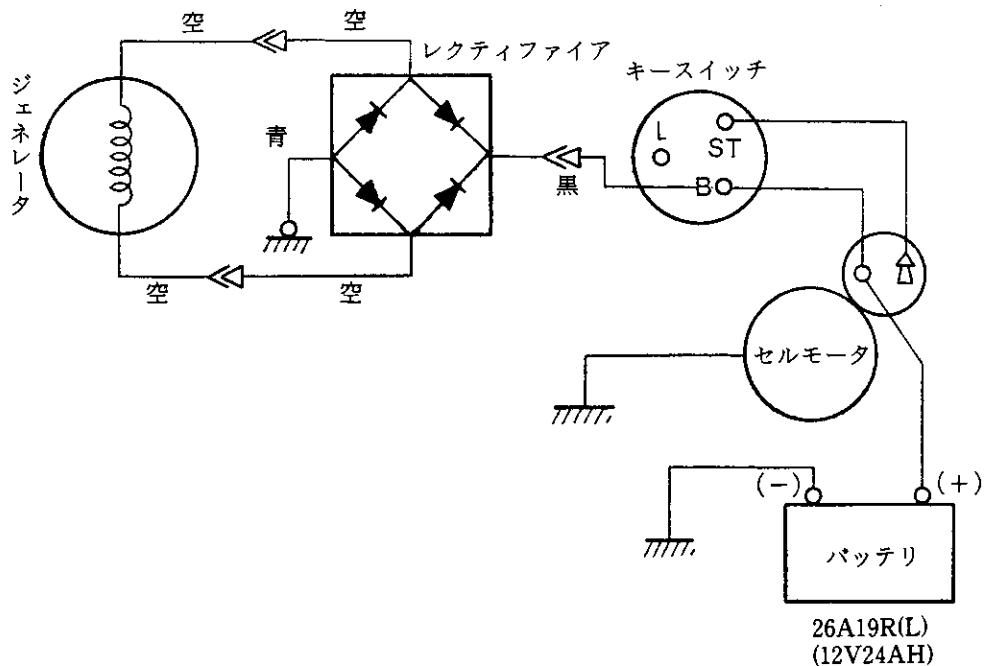 空
空
レクティファイア
キースイッチ
ジェネレータ
青
L
ST
黒
B
空
空
セルモータ
(−)
(+)
バッテリ
26A19R(L)
(12V24AH)